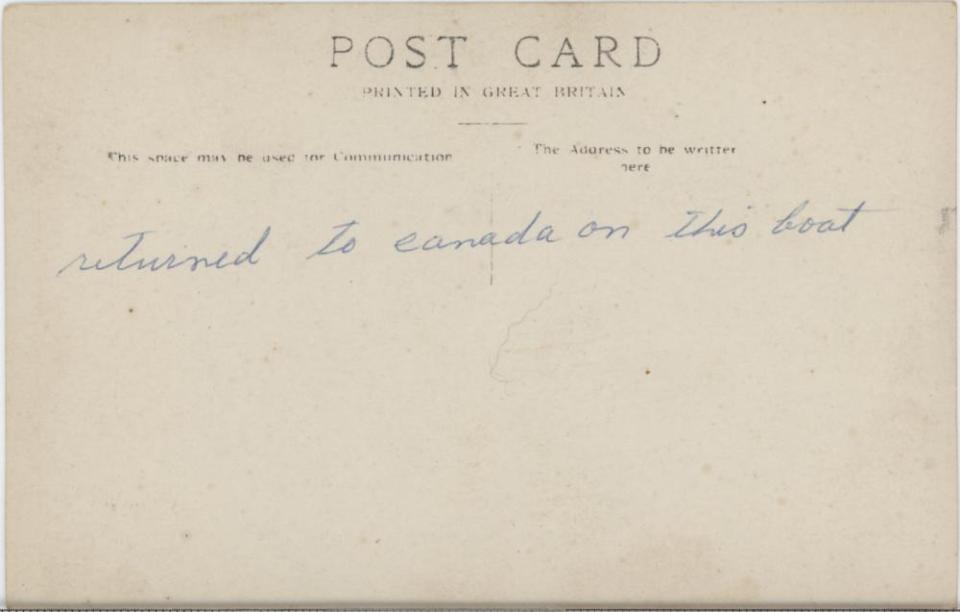 POST CARD
PRINTED IN GREAT BRITAIN
This space may be used for Communication
The Address to be written
here
returned to canada on this boat